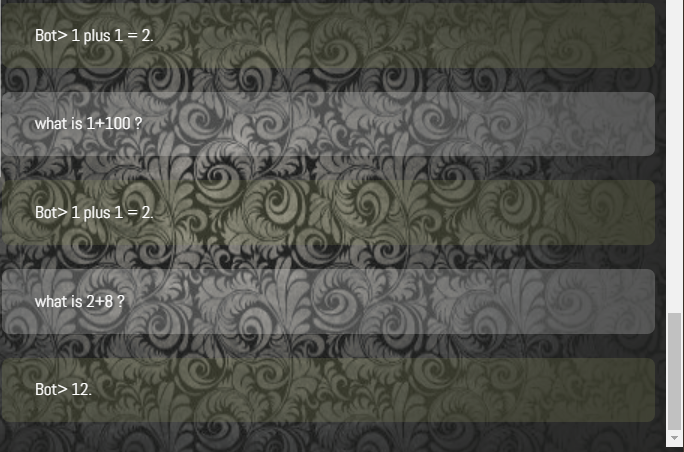 Bot> 1 plus 1 = 2.
what is 1+100 ?
Bot> 1 plus 1 = 2.
what is 2+8 ?
Bot> 12.